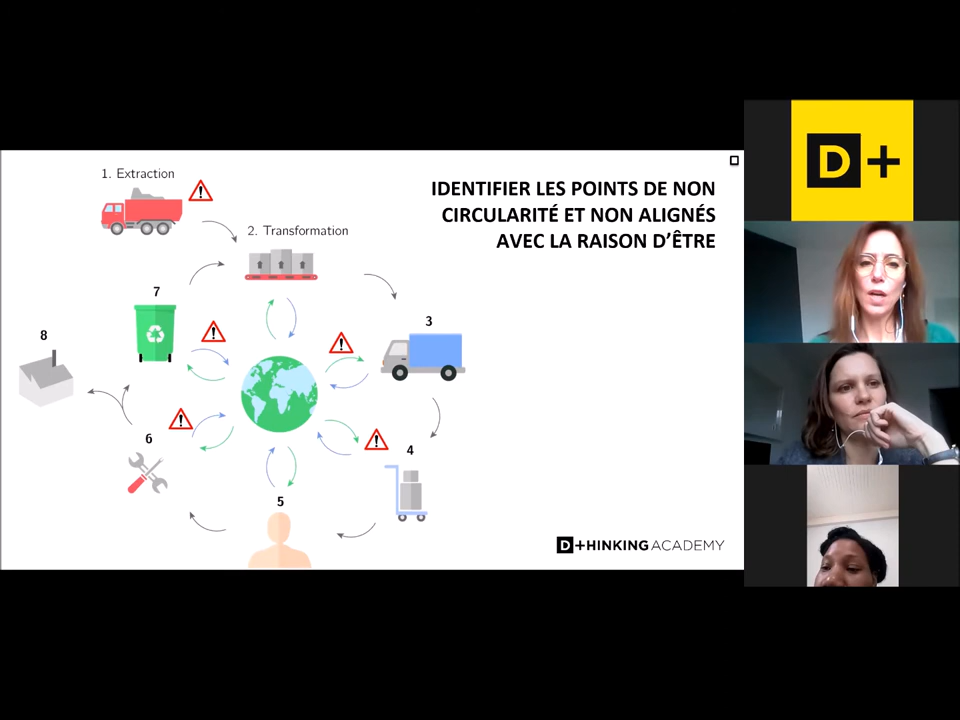 1. Extraction
IDENTIFIER LES POINTS DE NON
CIRCULARITÉ ET NON ALIGNÉS
AVEC LA RAISON D'ÊTRE
2. Transformation
7
3
8
6
4
5
D+HINKING ACADEMY
D+